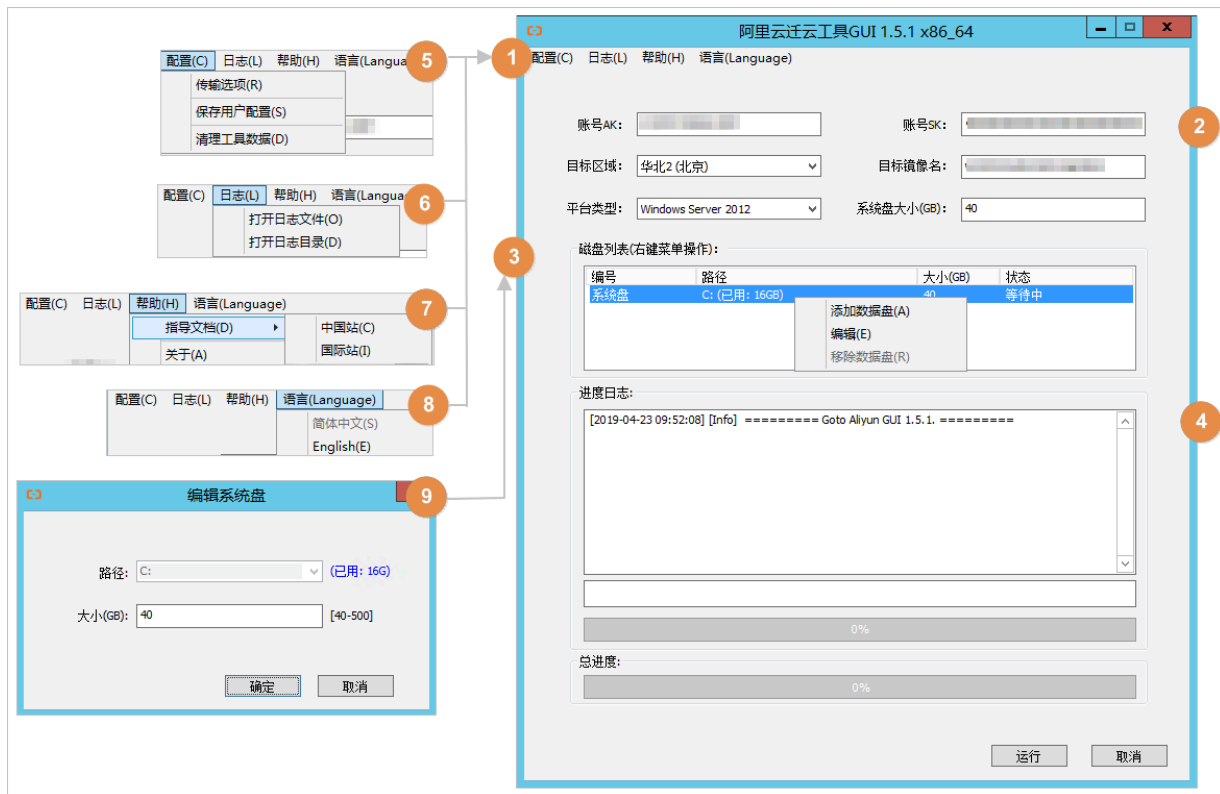 配置(C) 日志(L) 帮助(H) 语言(Langua
5
传输选项(R)
保存用户配置(S)
清理工具数据(D)
配置(C) 日志(L) 帮助(H) 语言(Langua
6
打开日志文件(O)
打开日志目录(D)
配置(C) 日志(L) 帮助(H) 语言(Language)
7
指导文档(D) 中国站(C)
关于(A) 国际站(I)
配置(C) 日志(L) 帮助(H) 语言(Language)
8
简体中文(S)
English(E)
编辑系统盘
9
路径: C: (已用: 16G)
大小(GB): 40 [40-500]
确定 取消
阿里云迁云工具GUI 1.5.1 x86_64
1
配置(C) 日志(L) 帮助(H) 语言(Language)
账号AK: 账号SK:
2
目标区域: 华北2 (北京) 目标镜像名:
平台类型: Windows Server 2012 系统盘大小(GB): 40
3
磁盘列表(右键菜单操作):
编号 路径 大小(GB) 状态
系统盘 C: (已用: 16GB) 40 等待中
添加数据盘(A)
编辑(E)
移除数据盘(R)
进度日志:
4
[2019-04-23 09:52:08] [Info] ========= Goto Aliyun GUI 1.5.1. =========
0%
总进度:
0%
运行 取消